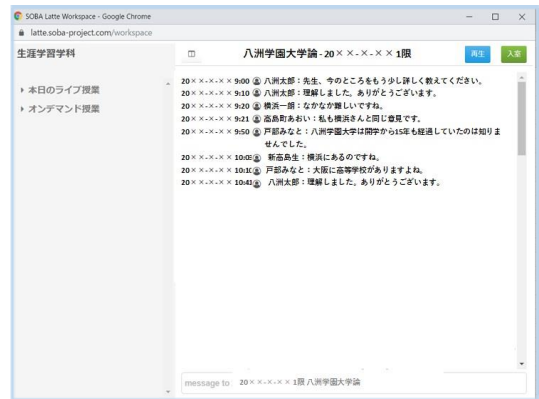 SOBA Latte Workspace - Google Chrome
latte.soba-project.com/workspace
生涯学習学科
八洲学園大学論 - 20××-×-×× 1限
再生
入室
本日のライブ授業
オンデマンド授業
20××-×-×× 9:00 八洲太郎：先生、今のところをもう少し詳しく教えてください。
20××-×-×× 9:10 八洲太郎：理解しました。ありがとうございます。
20××-×-×× 9:20 横浜一朗：なかなか難しいですね。
20××-×-×× 9:21 高島町あおい：私も横浜さんと同じ意見です。
20××-×-×× 9:50 戸部みなと：八洲学園大学は開学から15年も経過していたのは知りま
せんでした。
20××-×-×× 10:03 新高島生：横浜にあるのですね。
20××-×-×× 10:10 戸部みなと：大阪に高等学校がありますよね。
20××-×-×× 10:41 八洲太郎：理解しました。ありがとうございます。
message to
20××-×-×× 1限 八洲学園大学論